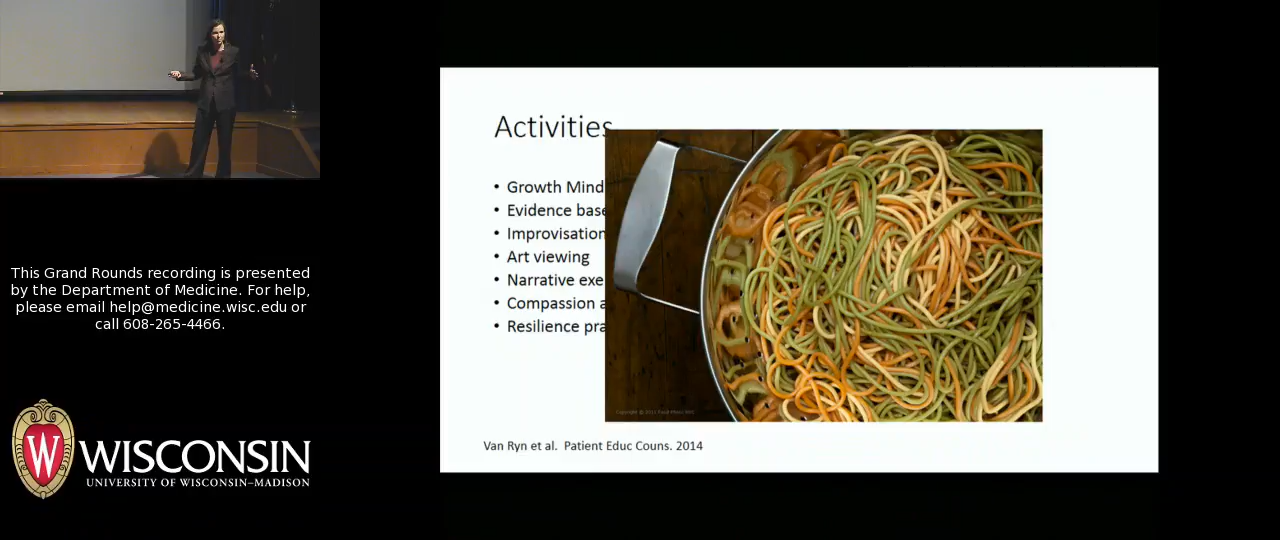 This Grand Rounds recording is presented
by the Department of Medicine. For help,
please email help@medicine.wisc.edu or
call 608-265-4466.
W
WISCONSIN
UNIVERSITY OF WISCONSIN–MADISON
Activities
• Growth Mind
• Evidence base
• Improvisation
• Art viewing
• Narrative exe
• Compassion a
• Resilience pra
Van Ryn et al. Patient Educ Couns. 2014